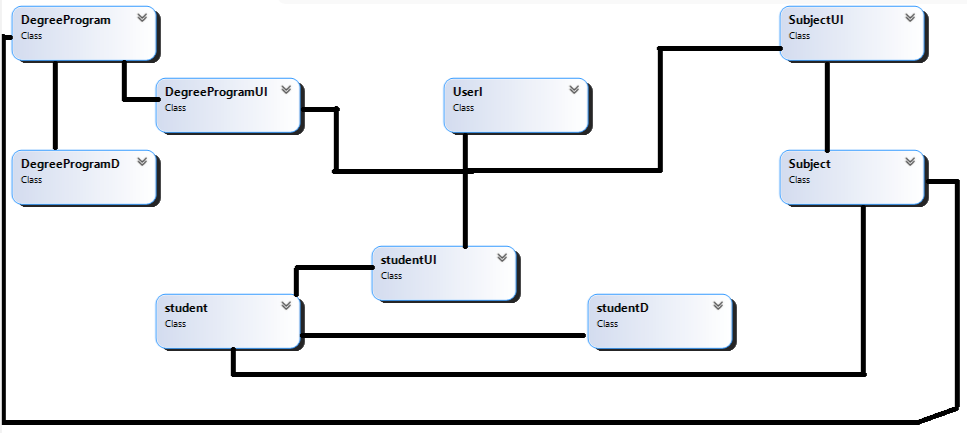 DegreeProgram
Class
SubjectUI
Class
DegreeProgramUI
Class
UserI
Class
DegreeProgramD
Class
Subject
Class
studentUI
Class
student
Class
studentD
Class